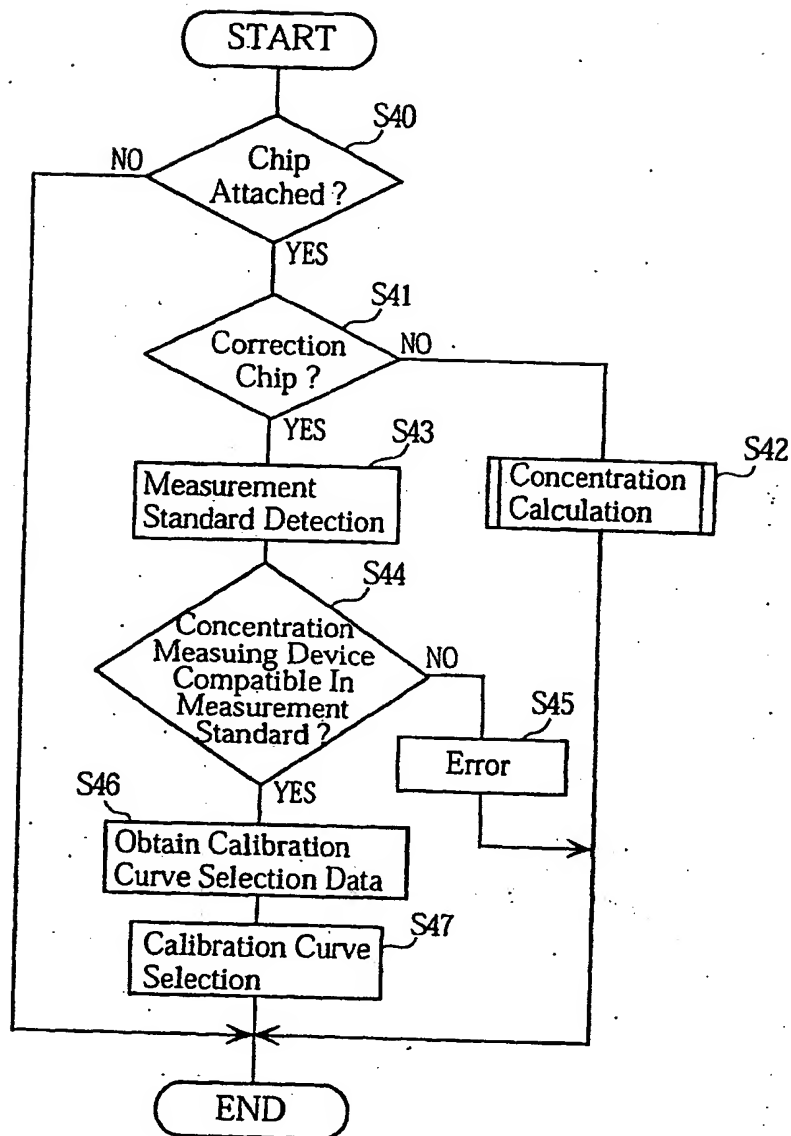 START
S40
NO
Chip
Attached ?
YES
S41
Correction
Chip ?
NO
YES
S43
Measurement
Standard Detection
S42
Concentration
Calculation
S44
Concentration
Measuing Device
Compatible In
Measurement
Standard ?
NO
S45
Error
YES
S46
Obtain Calibration
Curve Selection Data
S47
Calibration Curve
Selection
END